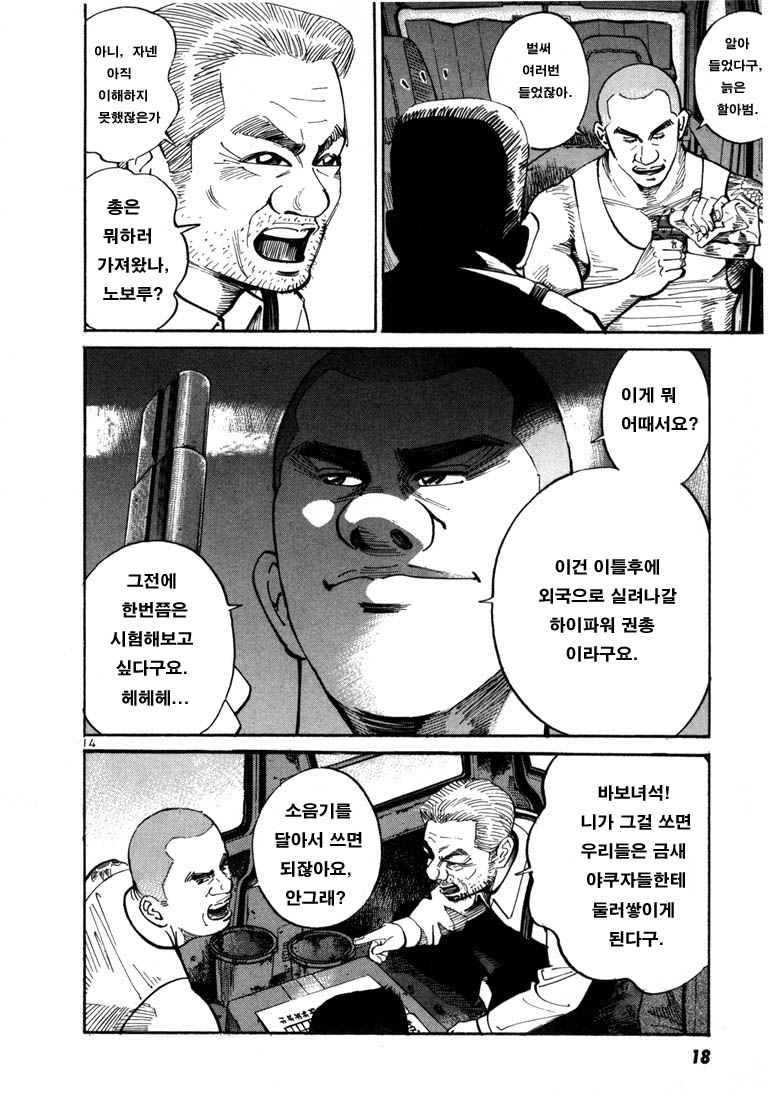 알아
들었다구,
늙은
할아범.
벌써
여러번
들었잖아.
아니, 자넨
아직
이해하지
못했잖은가
총은
뭐하러
가져왔나,
노보루?
이게 뭐
어때서요?
이건 이틀후에
외국으로 실려나갈
하이파워 권총
이라구요.
그전에
한번쯤은
시험해보고
싶다구요.
헤헤헤...
14
바보녀석!
니가 그걸 쏘면
우리들은 금새
야쿠자들한테
둘러쌓이게
된다구.
소음기를
달아서 쓰면
되잖아요,
안그래?
18